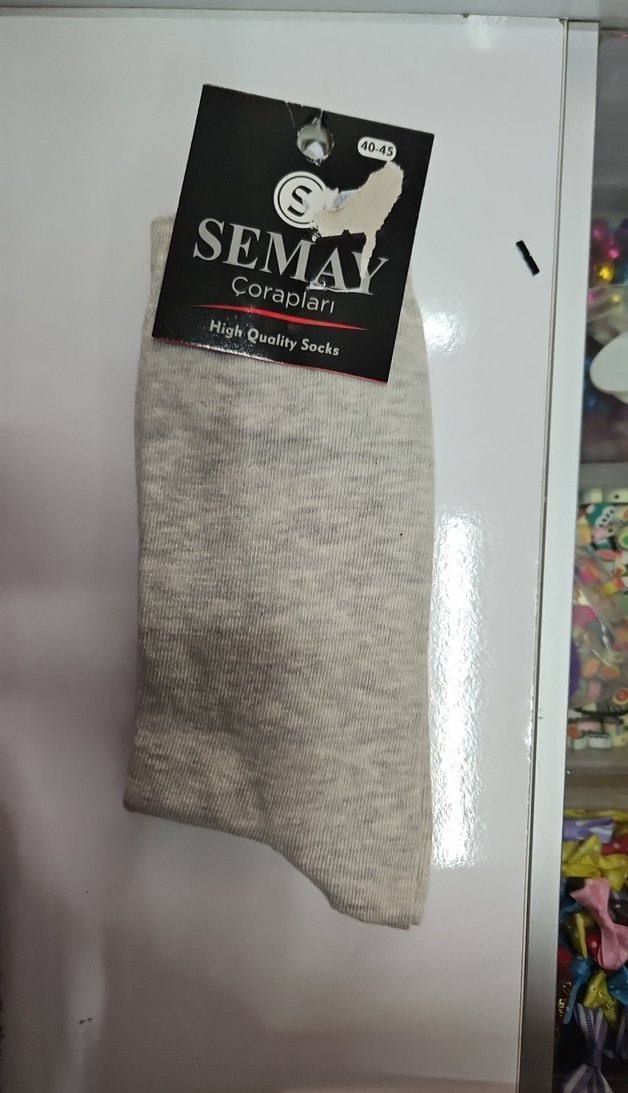 40-45
S
SEMAY
Çorapları
High Quality Socks